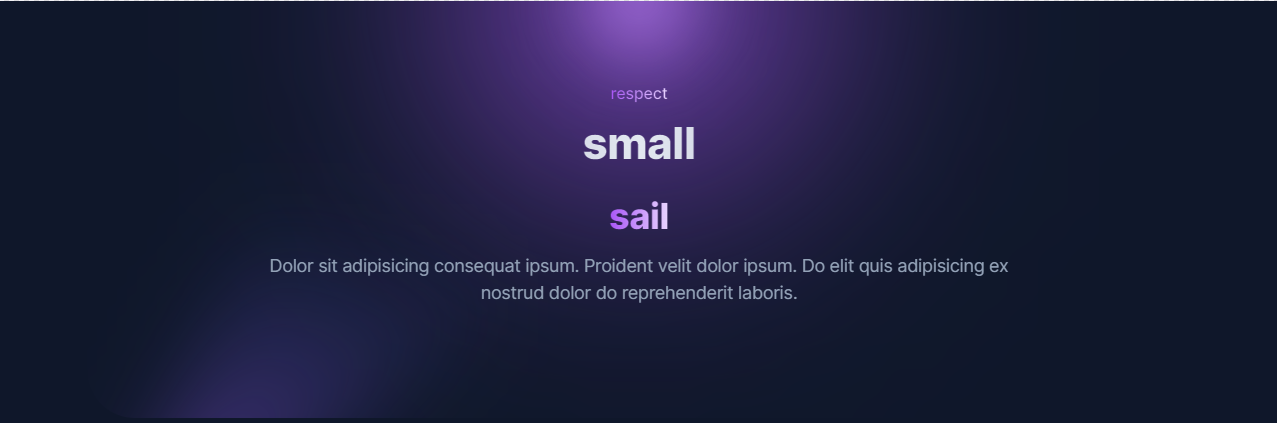 respect
small
sail
Dolor sit adipisicing consequat ipsum. Proident velit dolor ipsum. Do elit quis adipisicing ex
nostrud dolor do reprehenderit laboris.